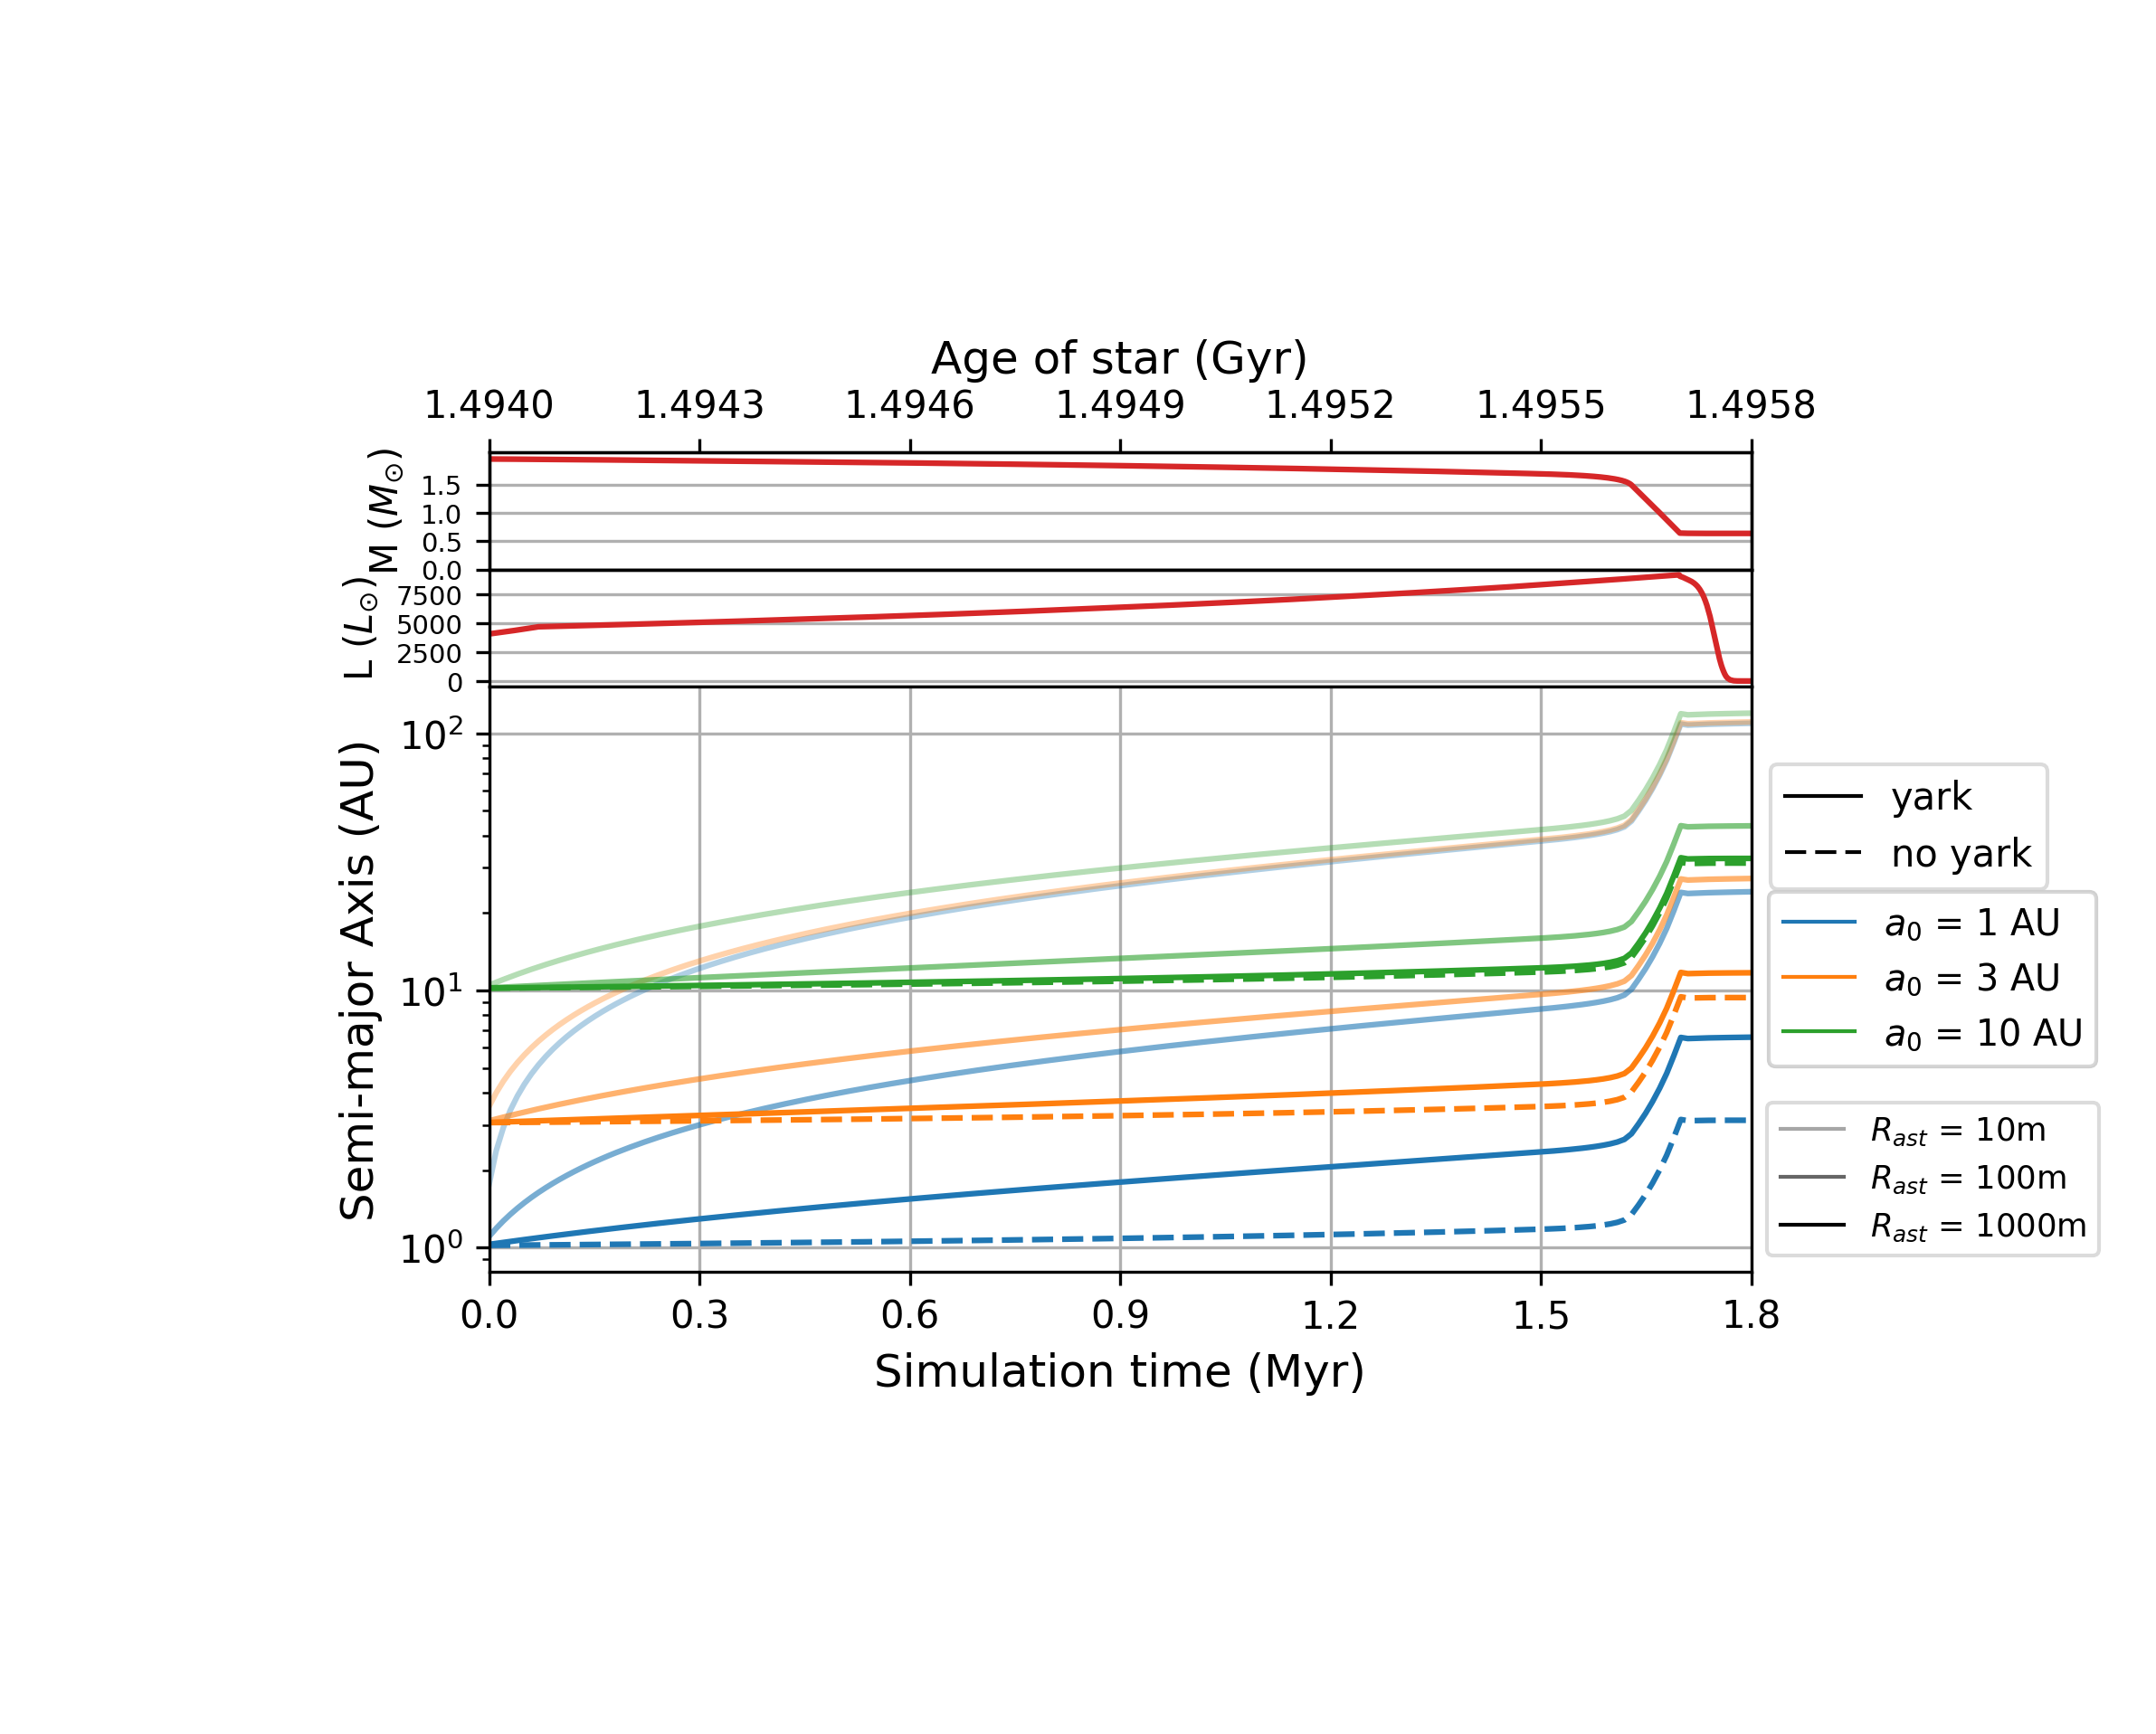 Age of star (Gyr)
1.4940 1.4943 1.4946 1.4949 1.4952 1.4955 1.4958
M (M⊙)
1.5
1.0
0.5
0.0
L (L⊙)
7500
5000
2500
0
Semi-major Axis (AU)
10²
10¹
10⁰
yark
no yark
a₀ = 1 AU
a₀ = 3 AU
a₀ = 10 AU
R_ast = 10m
R_ast = 100m
R_ast = 1000m
0.0 0.3 0.6 0.9 1.2 1.5 1.8
Simulation time (Myr)